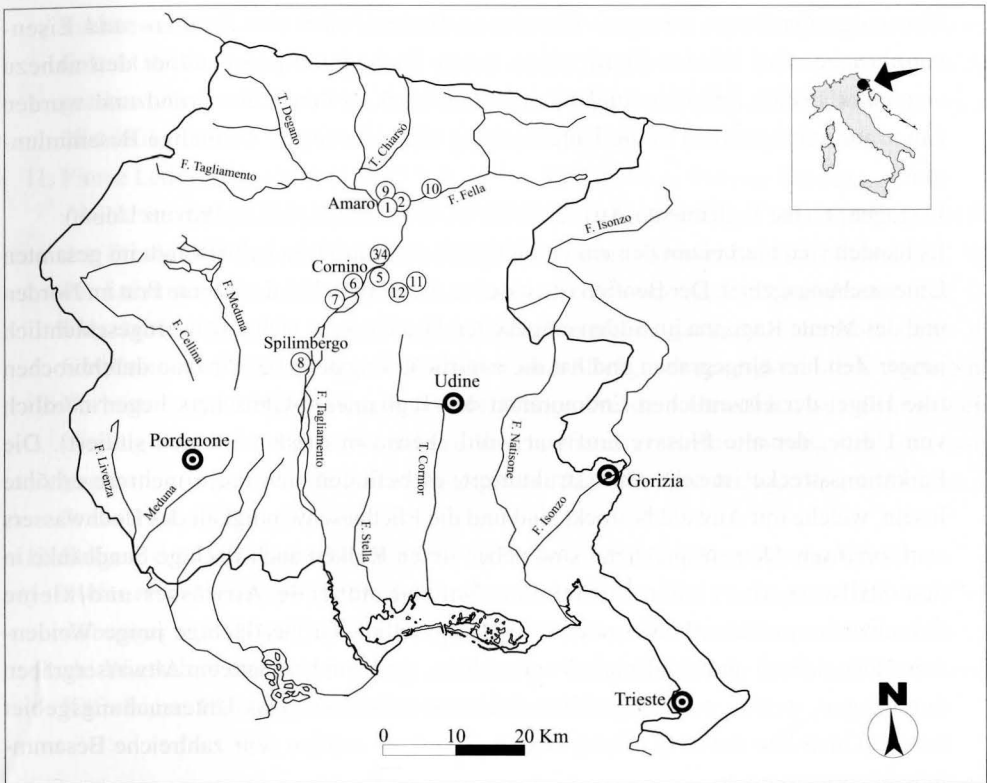 T. Degano
T. Chiarsó
F. Tagliamento
9
10
F. Fella
Amaro
1
2
F. Isonzo
3/4
Cornino
6
5
11
F. Meduna
7
12
F. Cellina
Spilimbergo
8
Udine
F. Tagliamento
F. Natisone
Pordenone
F. Cormor
Gorizia
F. Livenza
Meduna
F. Isonzo
T. Stella
Trieste
N
0 10 20 Km